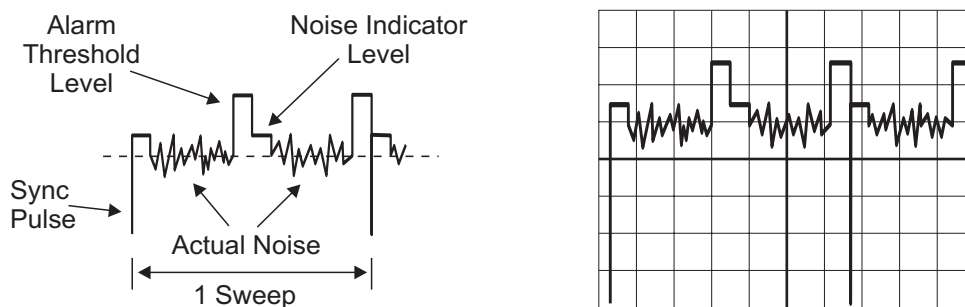 Alarm
Threshold
Level
Noise Indicator
Level
Sync
Pulse
Actual Noise
1 Sweep